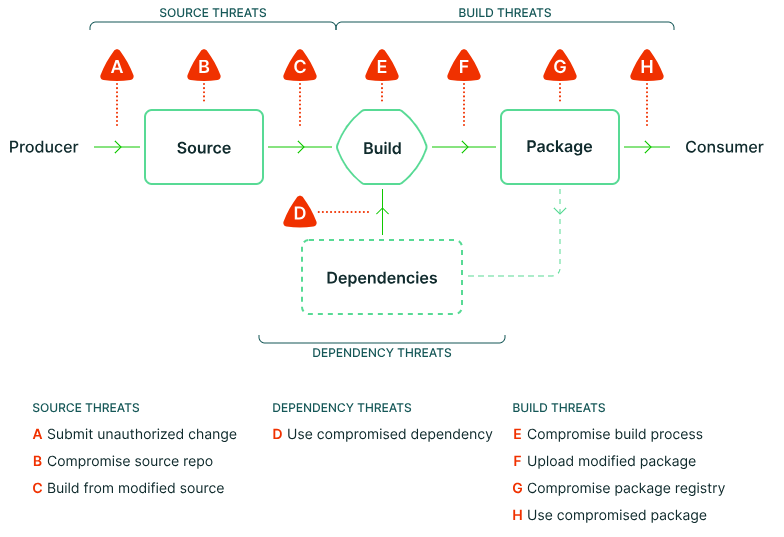 SOURCE THREATS
BUILD THREATS
A
B
C
E
F
G
H
Producer
Source
Build
Package
Consumer
D
Dependencies
DEPENDENCY THREATS
SOURCE THREATS
A Submit unauthorized change
B Compromise source repo
C Build from modified source
DEPENDENCY THREATS
D Use compromised dependency
BUILD THREATS
E Compromise build process
F Upload modified package
G Compromise package registry
H Use compromised package